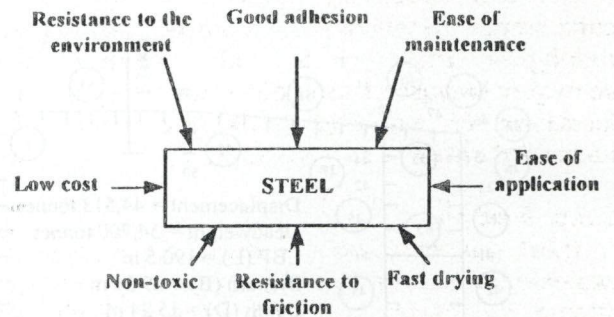 Resistance to the
environment
Good adhesion
Ease of
maintenance
Low cost
STEEL
Ease of
application
Non-toxic
Resistance to
friction
Fast drying